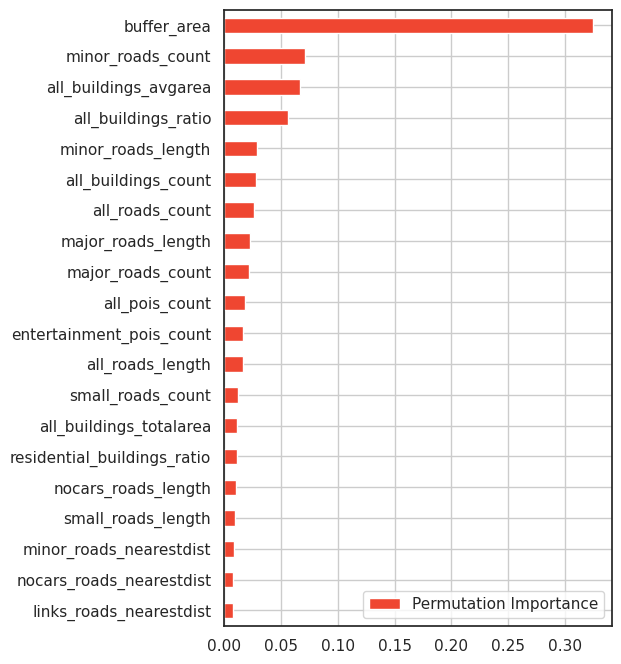 buffer_area
minor_roads_count
all_buildings_avgarea
all_buildings_ratio
minor_roads_length
all_buildings_count
all_roads_count
major_roads_length
major_roads_count
all_pois_count
entertainment_pois_count
all_roads_length
small_roads_count
all_buildings_totalarea
residential_buildings_ratio
nocars_roads_length
small_roads_length
minor_roads_nearestdist
nocars_roads_nearestdist
links_roads_nearestdist
Permutation Importance
0.00 0.05 0.10 0.15 0.20 0.25 0.30